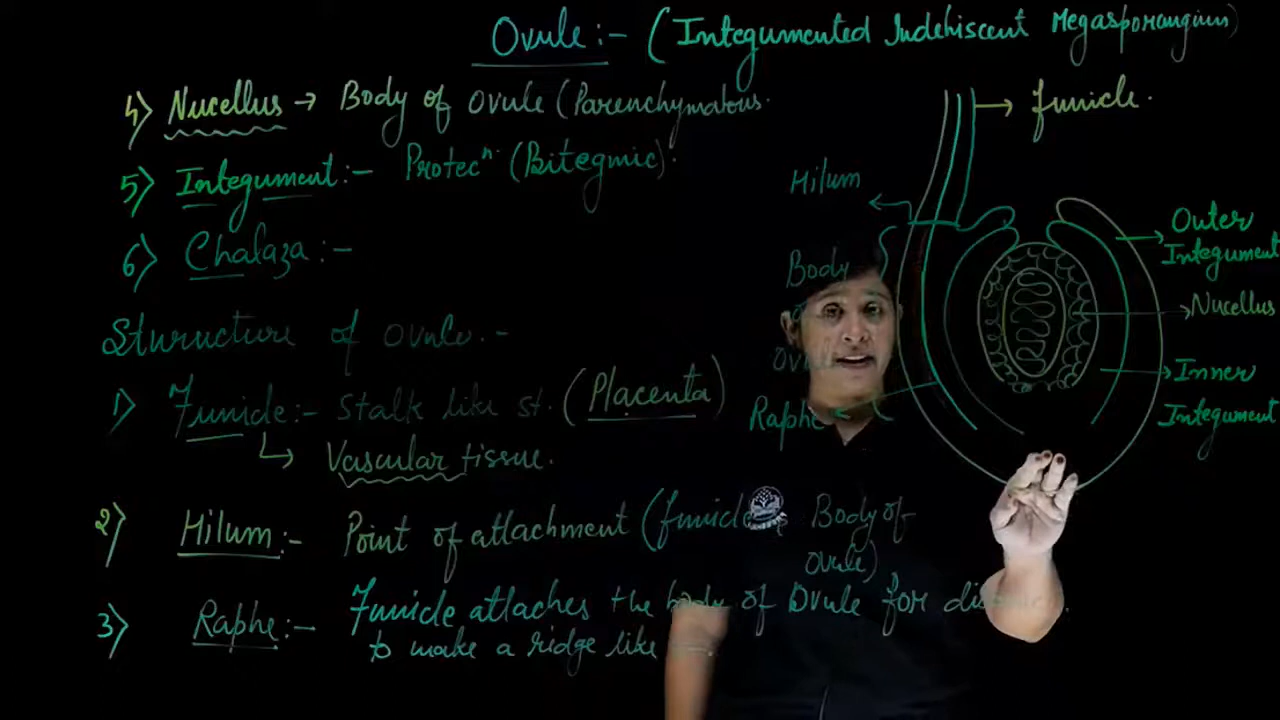 Ovule:- (Integumented Indehiscent Megasporangium)
4) Nucellus → Body of ovule (Parenchymatous.
5) Integument:- Protecⁿ. (Bitegmic).
6) Chalaza:-
Sturucture of ovule.-
1) Funicle:- Stalk like st. (Placenta)
Vascular tissue.
2) Hilum:- Point of attachment (funicle Body of
Ovule)
3) Raphe:- Funicle attaches the body of Ovule for
to make a ridge like
funicle.
Hilum
Body
Raphe
Outer
Integument
Nucellus
Inner
Integument